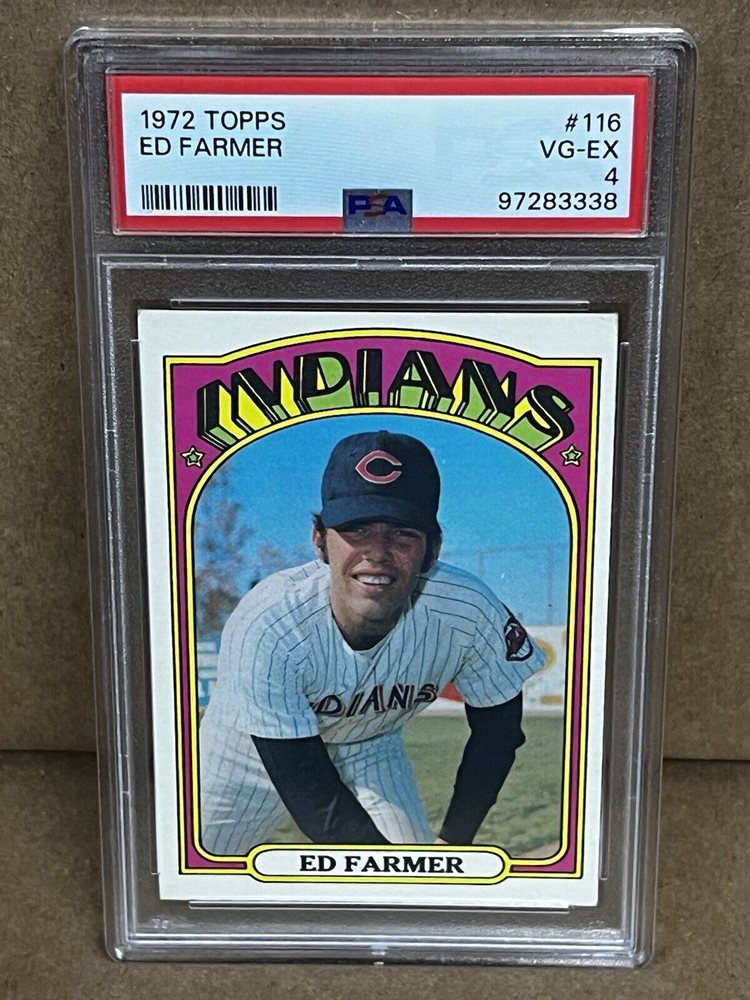 1972 TOPPS #116
ED FARMER VG-EX
4
PSA 97283338
INDIANS
C
INDIANS
ED FARMER